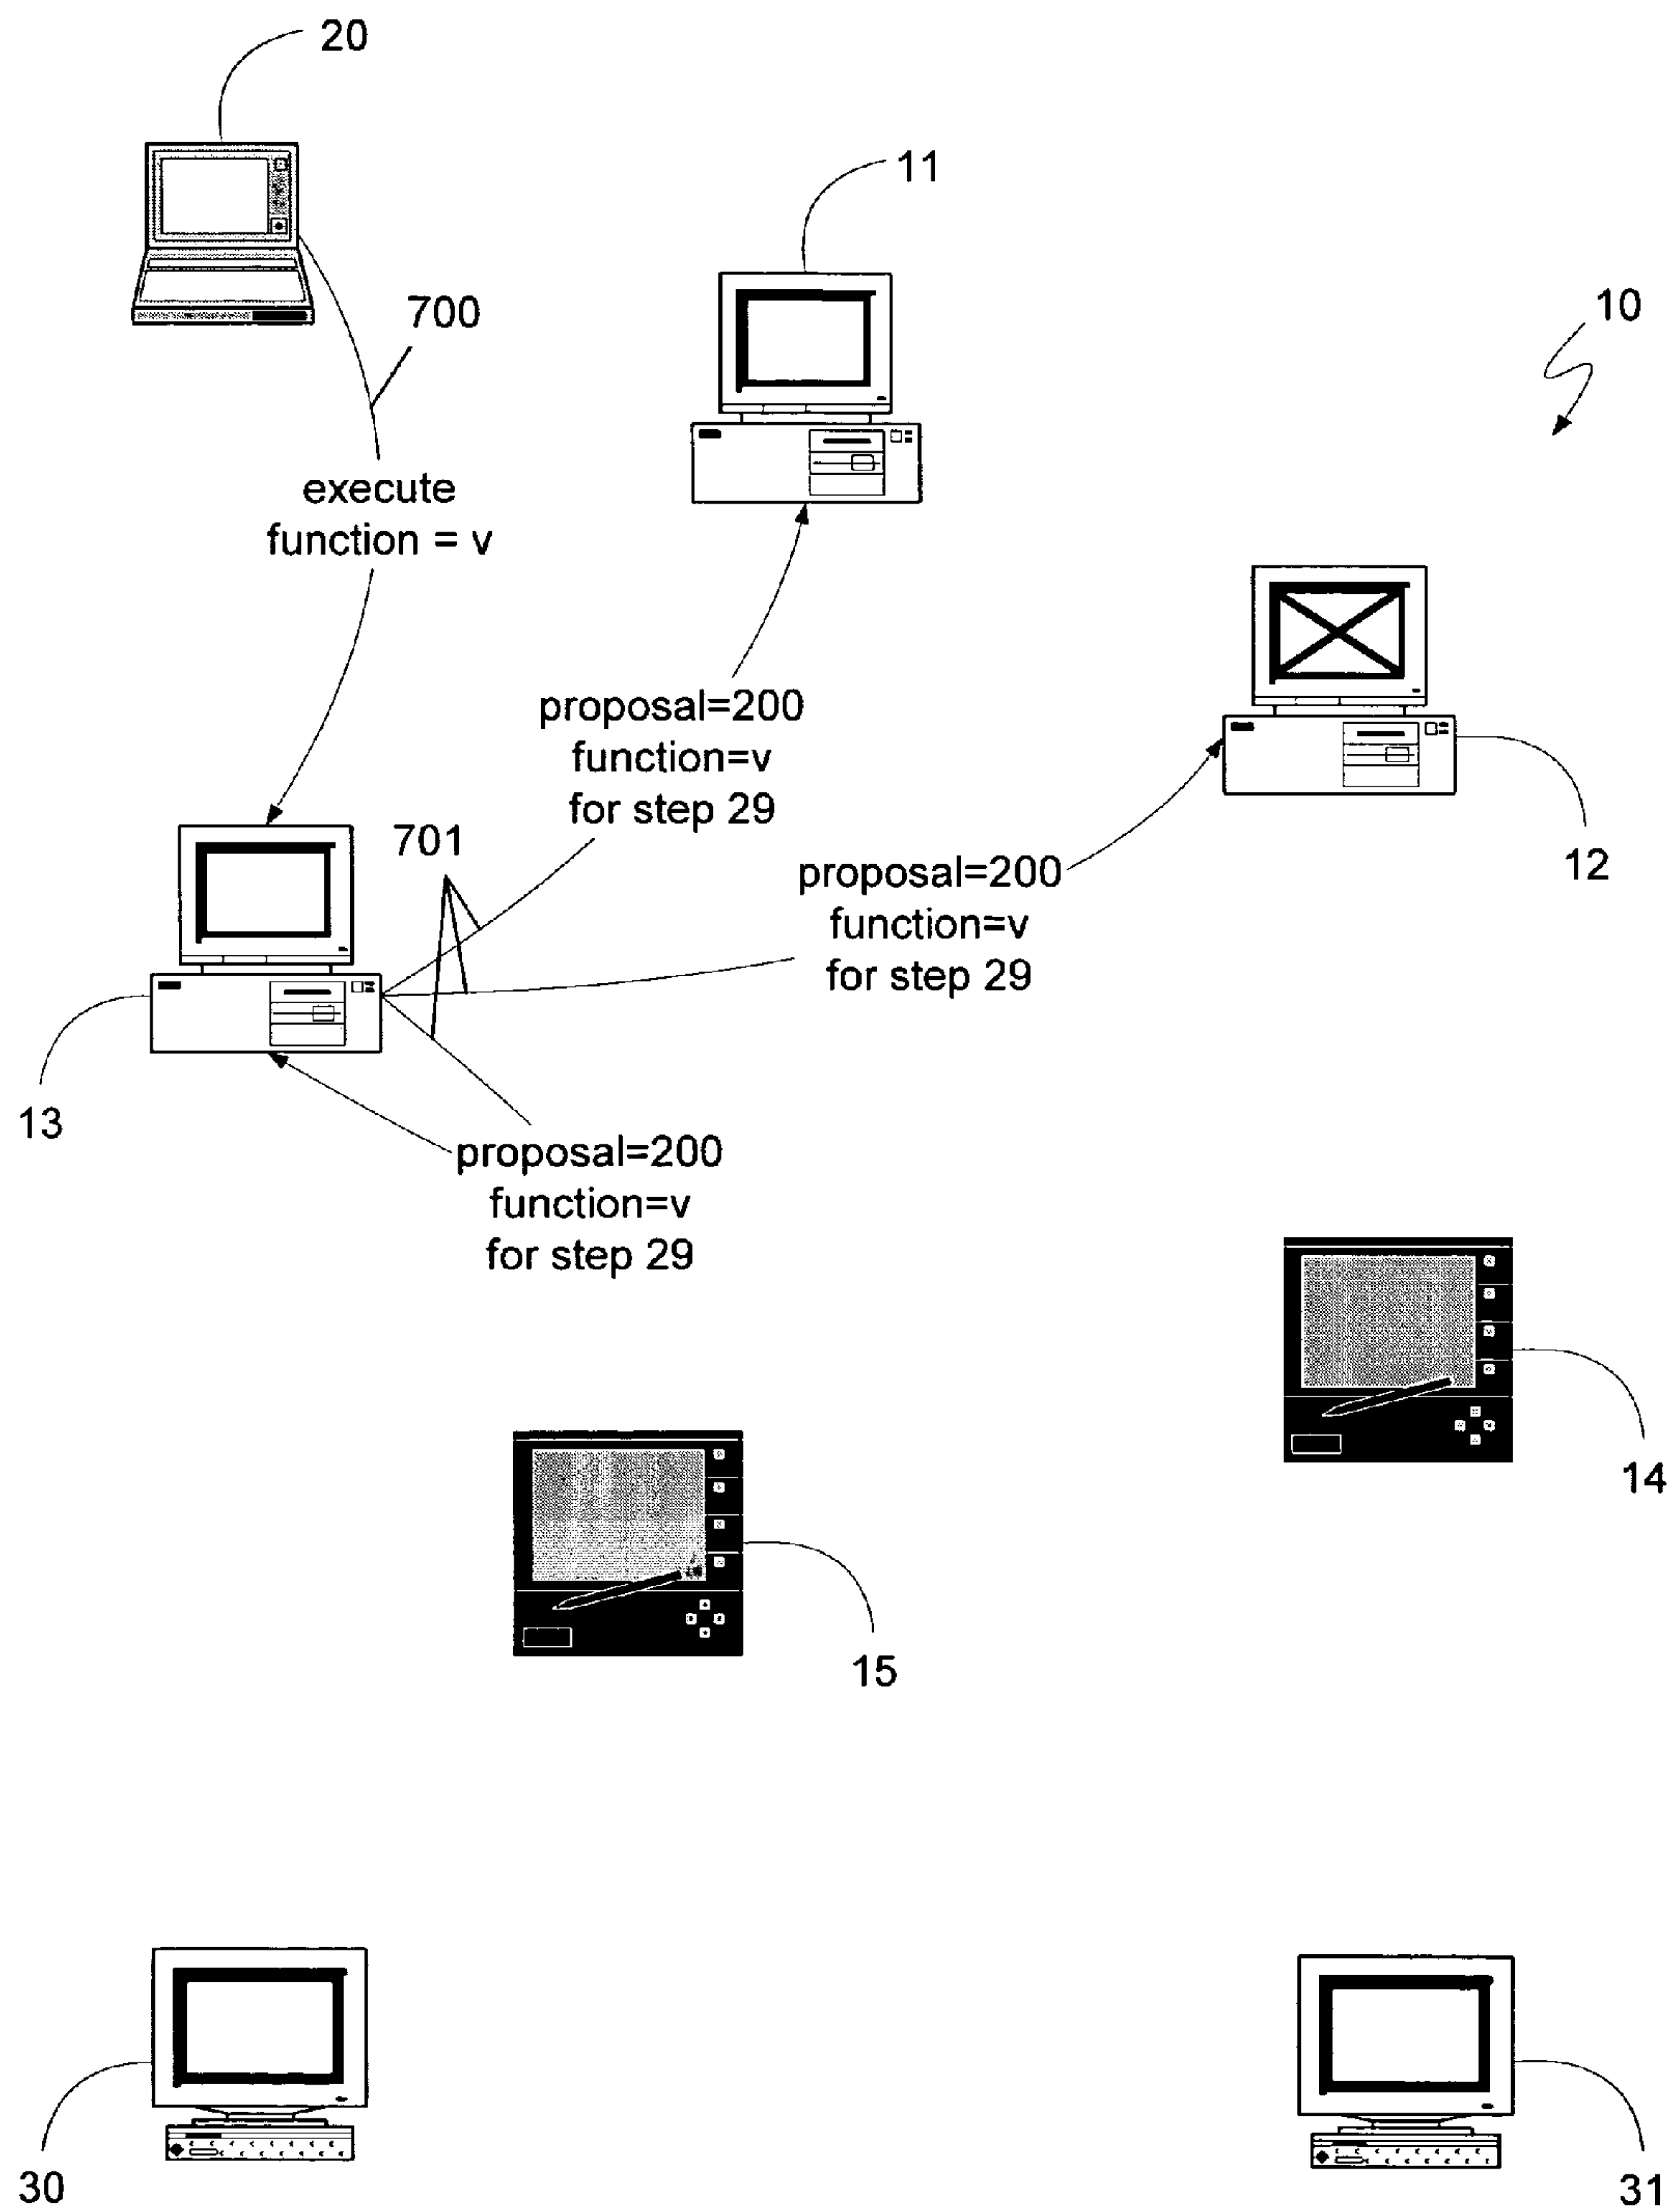 20
11
10
700
execute
function = v
proposal=200
function=v
for step 29
701
12
proposal=200
function=v
for step 29
13
proposal=200
function=v
for step 29
14
15
30
31